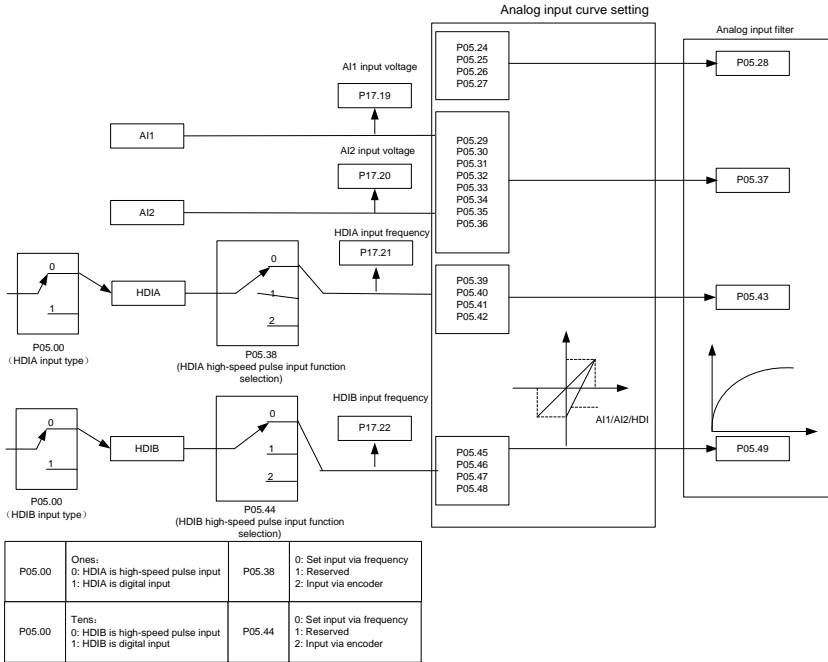 Analog input curve setting
Analog input filter
P05.24
P05.25
P05.26
P05.27
P05.28
AI1 input voltage
P17.19
AI1
AI2 input voltage
P17.20
AI2
P05.29
P05.30
P05.31
P05.32
P05.33
P05.34
P05.35
P05.36
P05.37
HDIA input frequency
P17.21
0
1
P05.00
（HDIA input type）
HDIA
0
1
2
P05.38
(HDIA high-speed pulse input function
selection)
P05.39
P05.40
P05.41
P05.42
P05.43
AI1/AI2/HDI
HDIB input frequency
P17.22
0
1
P05.00
（HDIB input type）
HDIB
0
1
2
P05.44
(HDIB high-speed pulse input function
selection)
P05.45
P05.46
P05.47
P05.48
P05.49
P05.00
Ones：
0: HDIA is high-speed pulse input
1: HDIA is digital input
P05.38
0: Set input via frequency
1: Reserved
2: Input via encoder
P05.00
Tens：
0: HDIB is high-speed pulse input
1: HDIB is digital input
P05.44
0: Set input via frequency
1: Reserved
2: Input via encoder